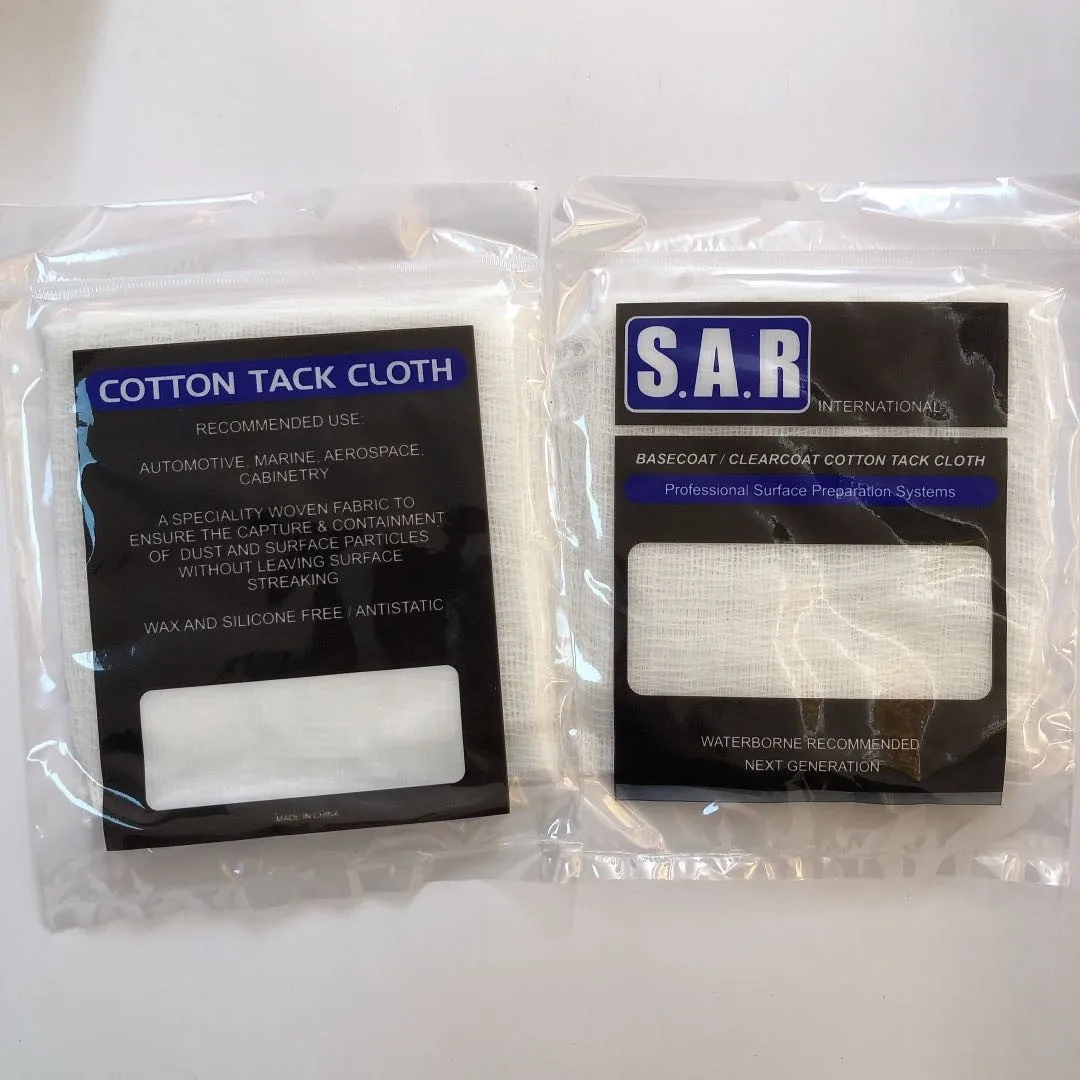 COTTON TACK CLOTH
RECOMMENDED USE:
AUTOMOTIVE, MARINE, AEROSPACE,
CABINETRY
A SPECIALITY WOVEN FABRIC TO
ENSURE THE CAPTURE & CONTAINMENT
OF DUST AND SURFACE PARTICLES
WITHOUT LEAVING SURFACE
STREAKING
WAX AND SILICONE FREE / ANTISTATIC
MADE IN CHINA
S.A.R
INTERNATIONAL
BASECOAT / CLEARCOAT COTTON TACK CLOTH
Professional Surface Preparation Systems
WATERBORNE RECOMMENDED
NEXT GENERATION